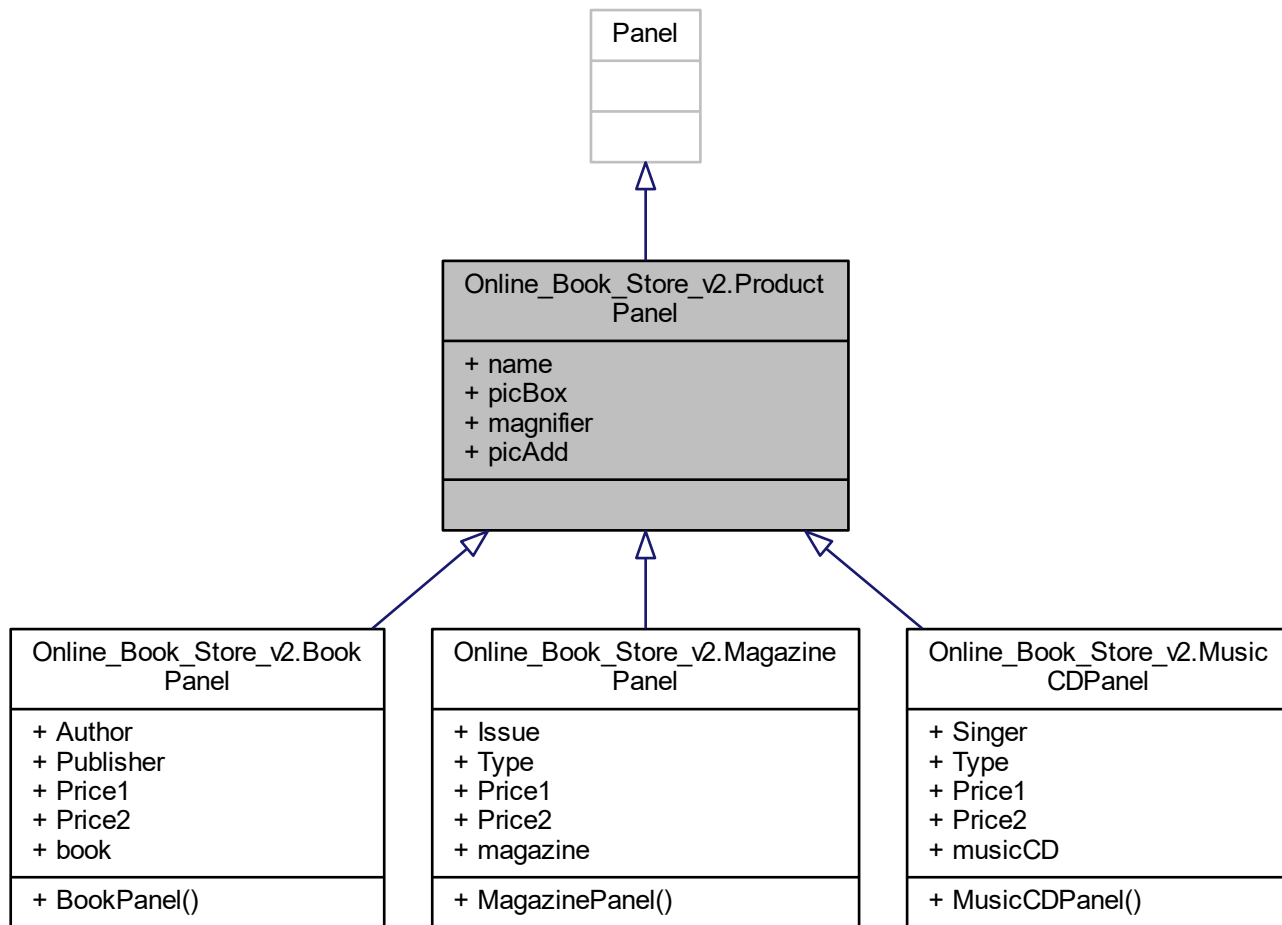 Panel
Online_Book_Store_v2.Product
Panel
+ name
+ picBox
+ magnifier
+ picAdd
Online_Book_Store_v2.Book
Panel
+ Author
+ Publisher
+ Price1
+ Price2
+ book
+ BookPanel()
Online_Book_Store_v2.Magazine
Panel
+ Issue
+ Type
+ Price1
+ Price2
+ magazine
+ MagazinePanel()
Online_Book_Store_v2.Music
CDPanel
+ Singer
+ Type
+ Price1
+ Price2
+ musicCD
+ MusicCDPanel()